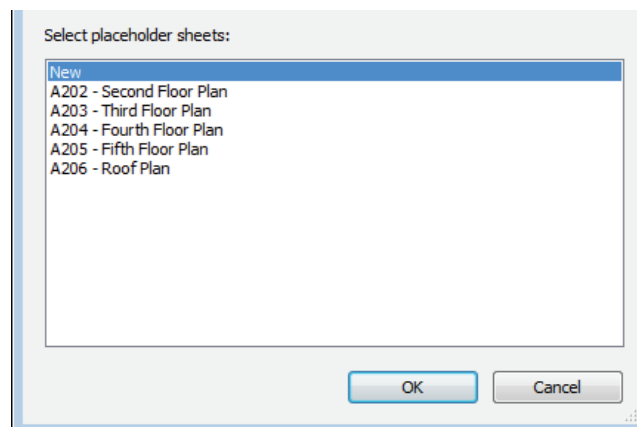 Select placeholder sheets:
New
A202 - Second Floor Plan
A203 - Third Floor Plan
A204 - Fourth Floor Plan
A205 - Fifth Floor Plan
A206 - Roof Plan
OK
Cancel